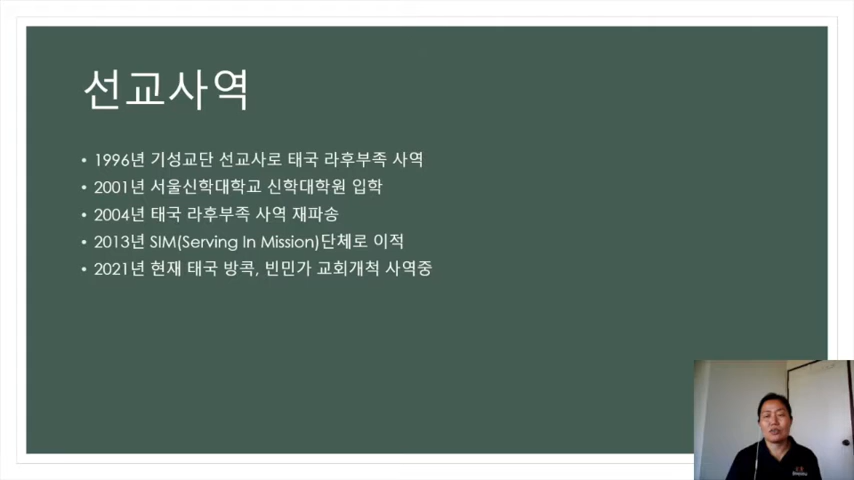 선교사역
• 1996년 기성교단 선교사로 태국 라후부족 사역
• 2001년 서울신학대학교 신학대학원 입학
• 2004년 태국 라후부족 사역 재파송
• 2013년 SIM(Serving In Mission)단체로 이적
• 2021년 현재 태국 방콕, 빈민가 교회개척 사역중